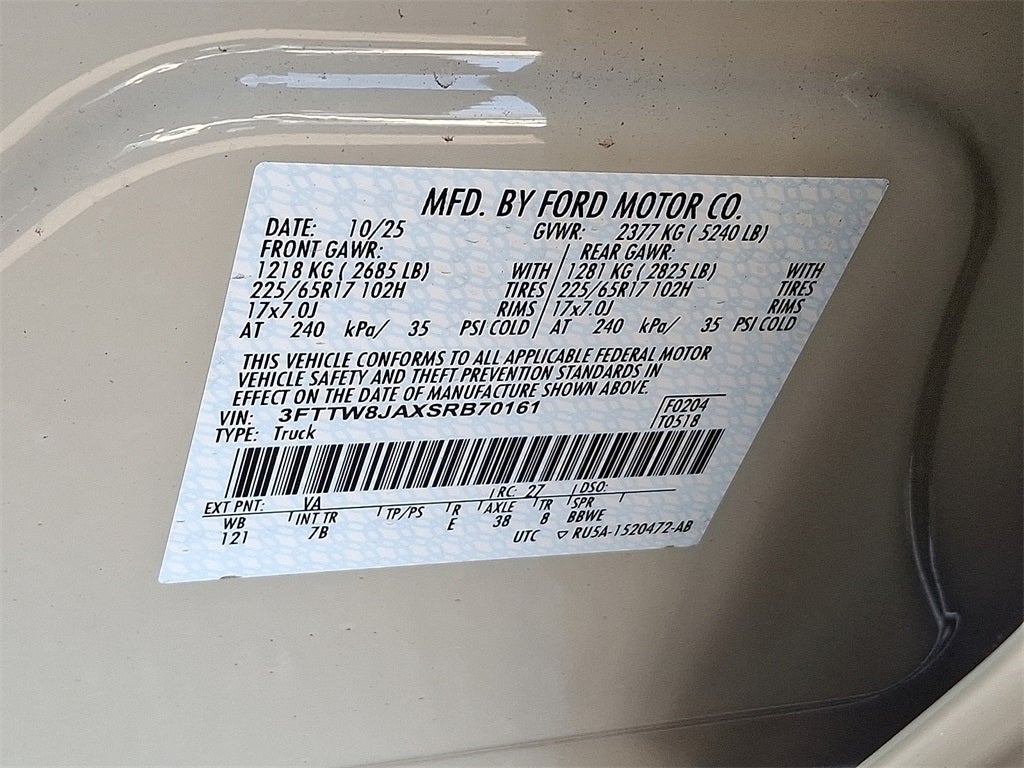 MFD. BY FORD MOTOR CO.
DATE: 10/25 GVWR: 2377 KG ( 5240 LB)
FRONT GAWR: REAR GAWR:
1218 KG ( 2685 LB) WITH 1281 KG ( 2825 LB) WITH
225/65R17 102H TIRES 225/65R17 102H TIRES
17x7.0J RIMS 17x7.0J RIMS
AT 240 kPa/ 35 PSI COLD AT 240 kPa/ 35 PSI COLD
THIS VEHICLE CONFORMS TO ALL APPLICABLE FEDERAL MOTOR
VEHICLE SAFETY AND THEFT PREVENTION STANDARDS IN
EFFECT ON THE DATE OF MANUFACTURE SHOWN ABOVE.
VIN: 3FTTW8JAXSRB70161 F0204
TYPE: Truck T0518
EXT PNT: VA RC: 27 DSO:
WB INT TR TP/PS R AXLE TR SPR
121 7B E 38 8 BBWE
UTC ▽ RU5A-1520472-AB